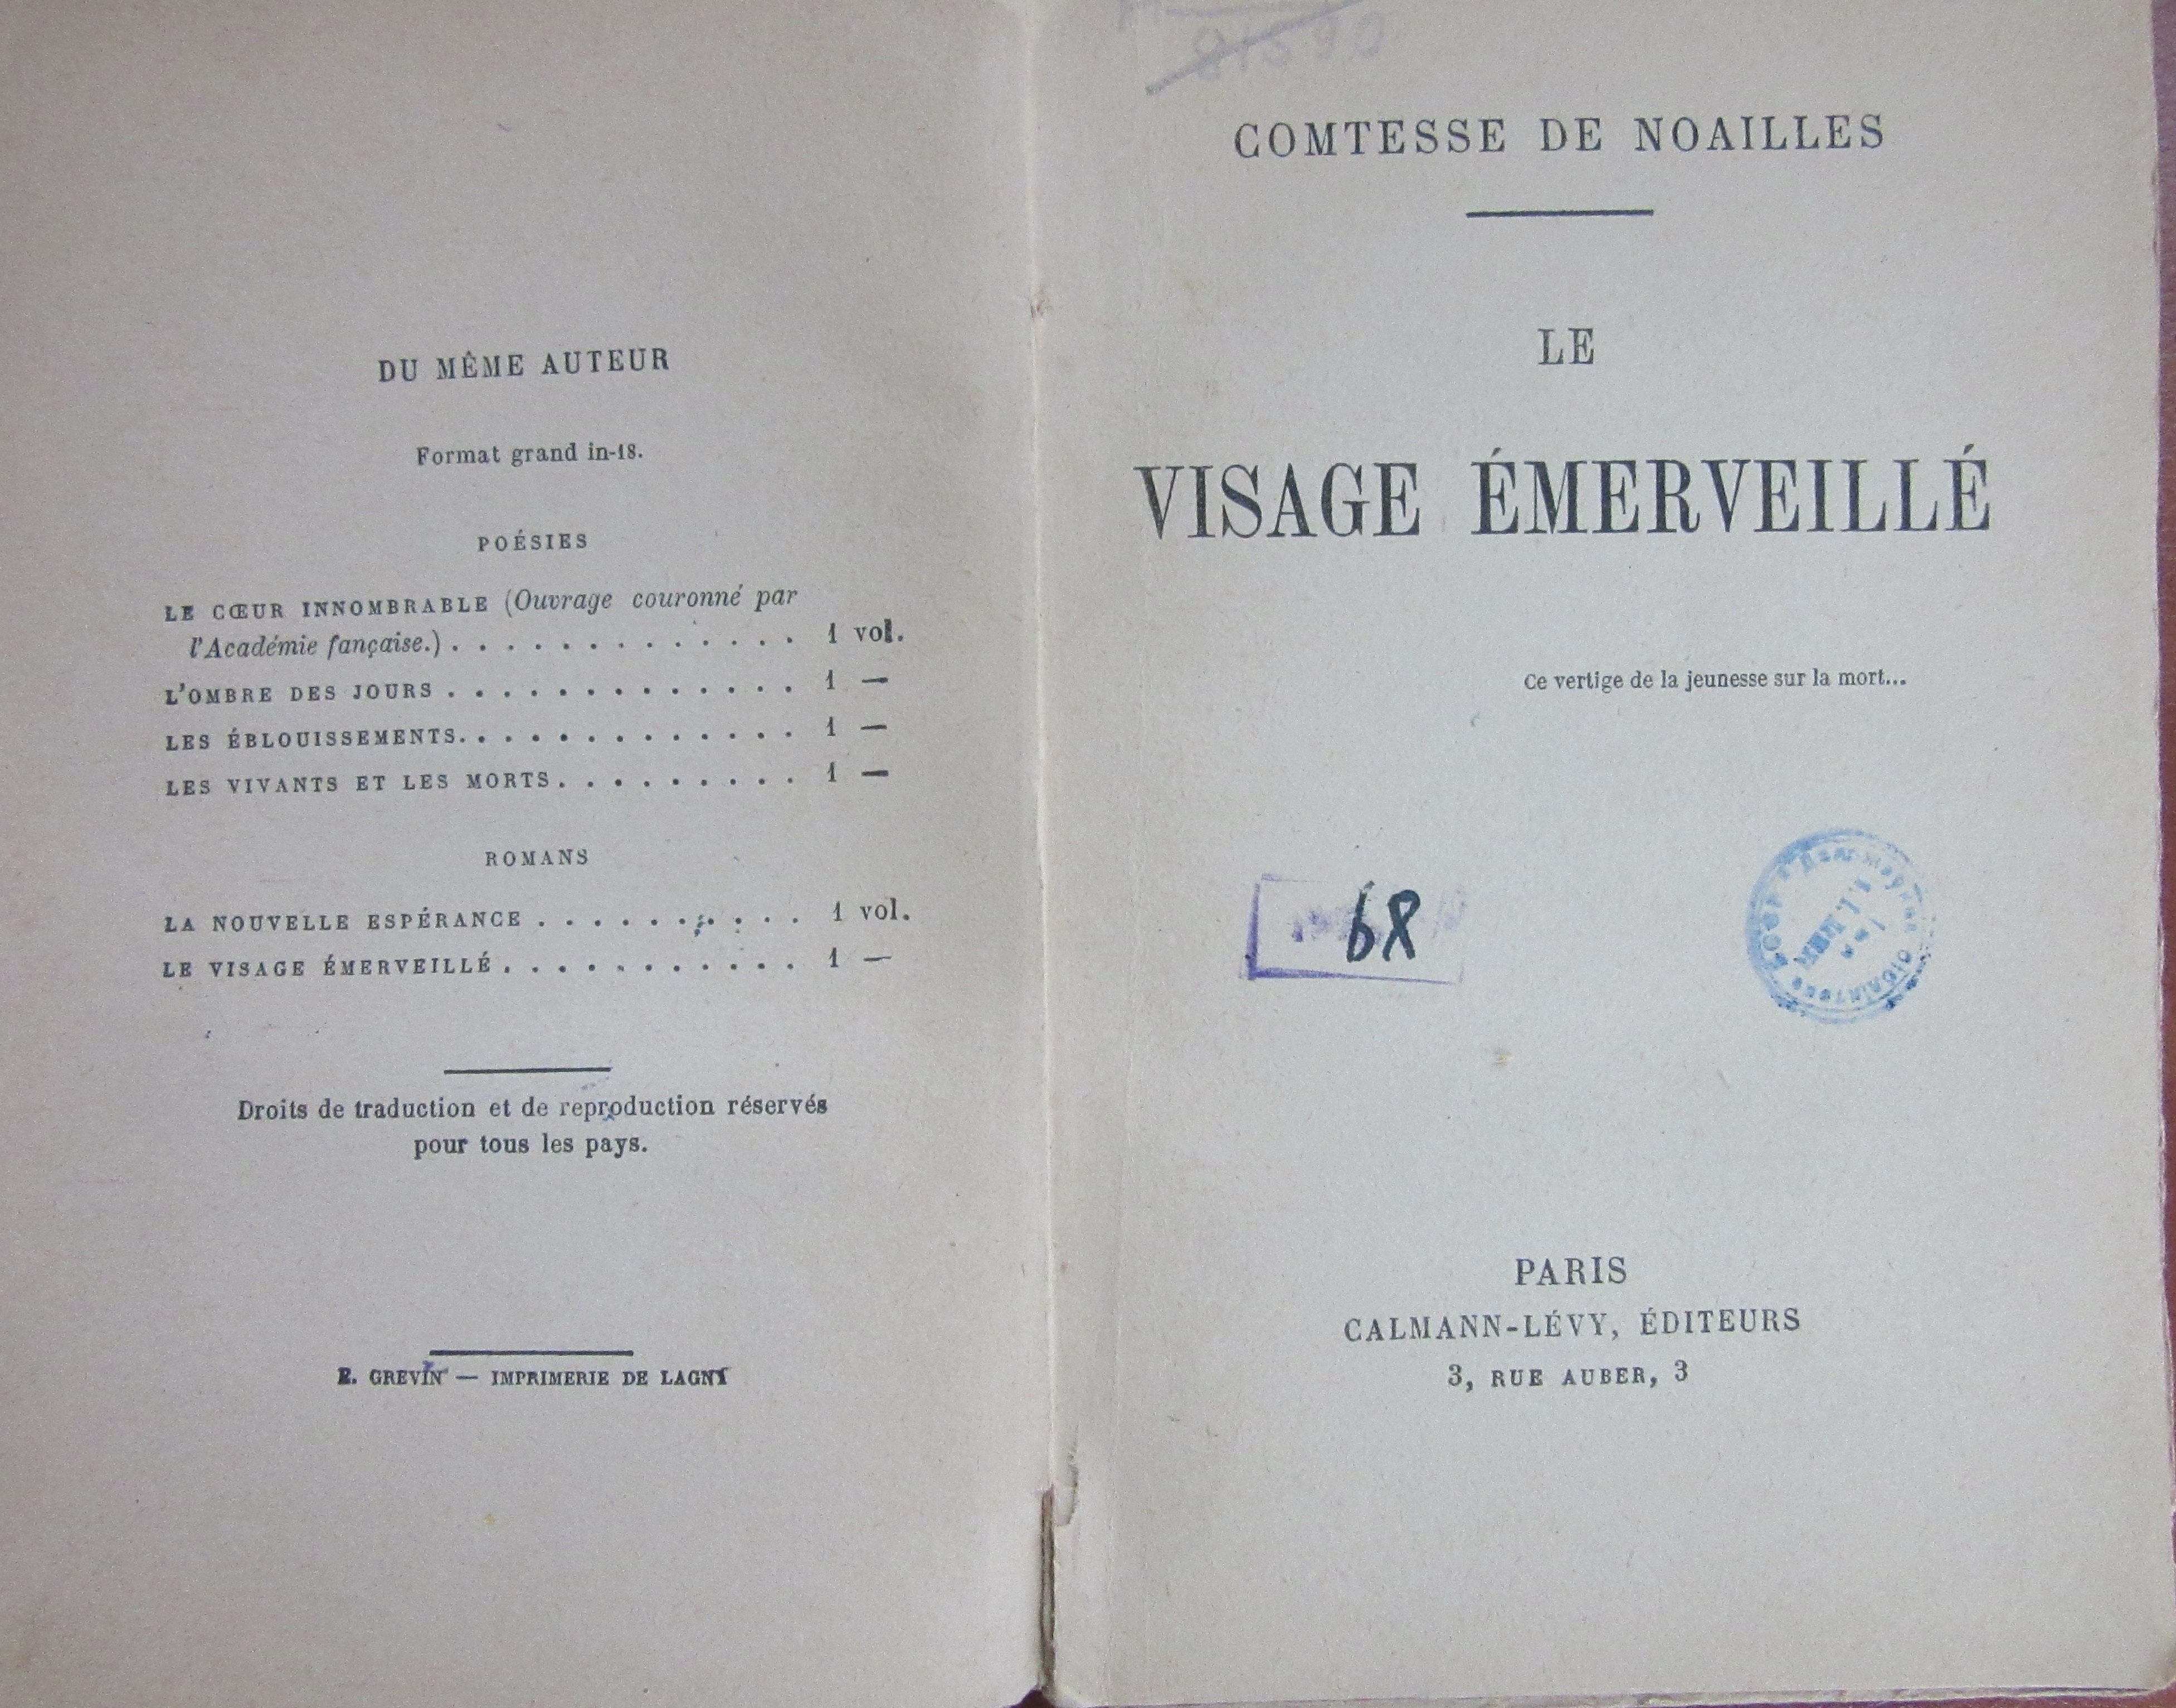 DU MÊME AUTEUR
Format grand in-18.
POÉSIES
LE CŒUR INNOMBRABLE (Ouvrage couronné par
l'Académie fançaise.) . . . . . . . . . . . . . 1 vol.
L'OMBRE DES JOURS . . . . . . . . . . . . . 1 —
LES ÉBLOUISSEMENTS. . . . . . . . . . . . . 1 —
LES VIVANTS ET LES MORTS. . . . . . . . . 1 —
ROMANS
LA NOUVELLE ESPÉRANCE . . . . . . . . . . 1 vol.
LE VISAGE ÉMERVEILLÉ . . . . . . . . . . . 1 —
Droits de traduction et de reproduction réservés
pour tous les pays.
E. GREVIN — IMPRIMERIE DE LAGNY
81590
COMTESSE DE NOAILLES
LE
VISAGE ÉMERVEILLÉ
Ce vertige de la jeunesse sur la mort...
68
PARIS
CALMANN-LÉVY, ÉDITEURS
3, RUE AUBER, 3